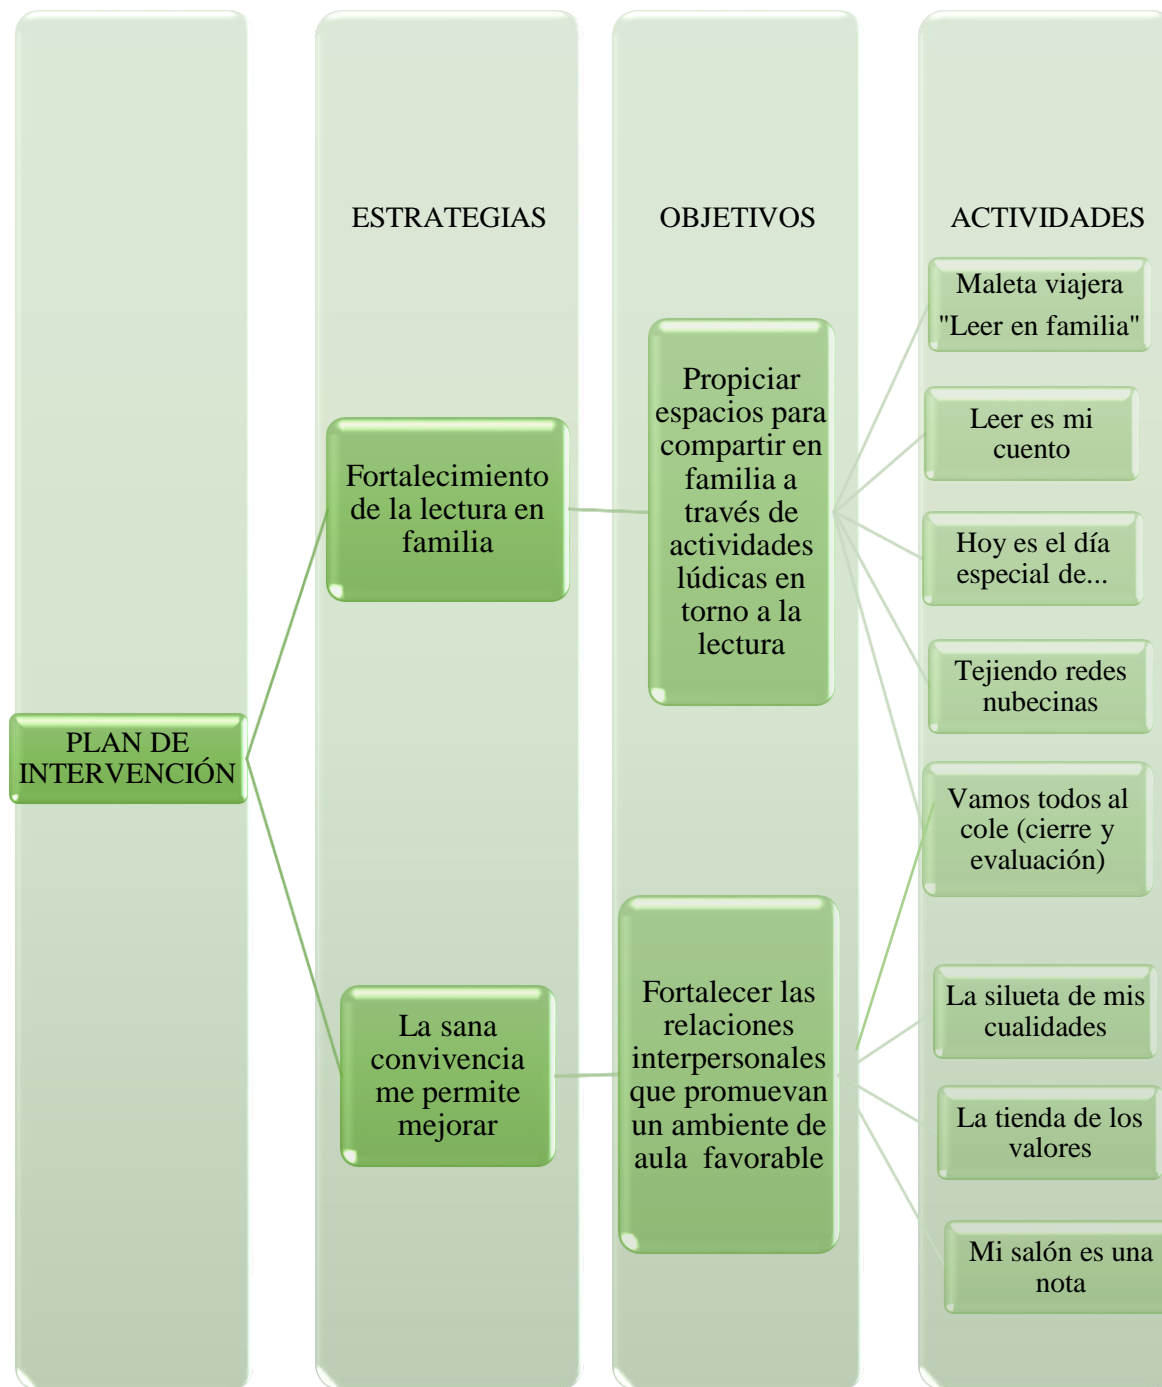 ESTRATEGIAS
OBJETIVOS
ACTIVIDADES
PLAN DE
INTERVENCIÓN
Fortalecimiento
de la lectura en
familia
Propiciar
espacios para
compartir en
familia a
través de
actividades
lúdicas en
torno a la
lectura
Maleta viajera
"Leer en familia"
Leer es mi
cuento
Hoy es el día
especial de...
Tejiendo redes
nubecinas
Vamos todos al
cole (cierre y
evaluación)
La sana
convivencia
me permite
mejorar
Fortalecer las
relaciones
interpersonales
que promuevan
un ambiente de
aula  favorable
La silueta de mis
cualidades
La tienda de los
valores
Mi salón es una
nota